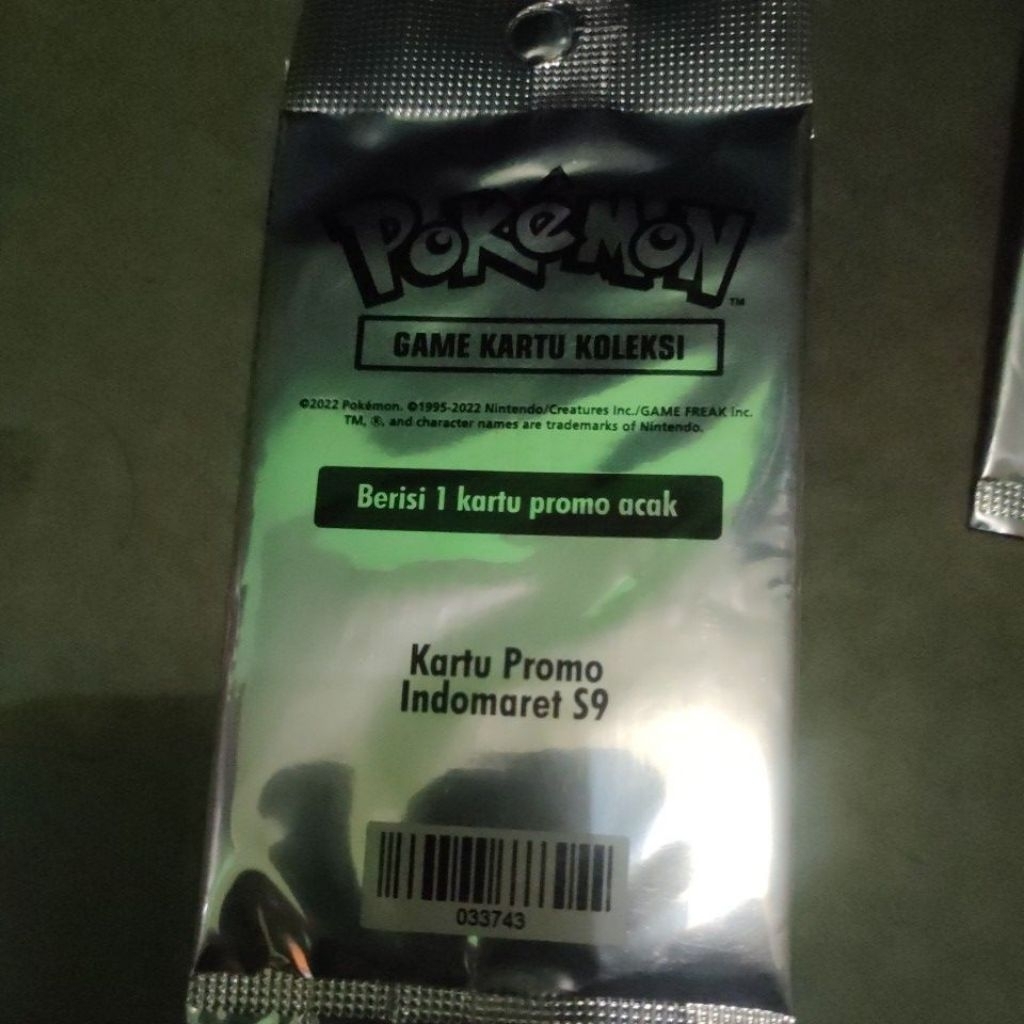 Pokémon
TM
GAME KARTU KOLEKSI
©2022 Pokémon. ©1995-2022 Nintendo/Creatures Inc./GAME FREAK Inc.
TM, ®, and character names are trademarks of Nintendo.
Berisi 1 kartu promo acak
Kartu Promo
Indomaret S9
033743